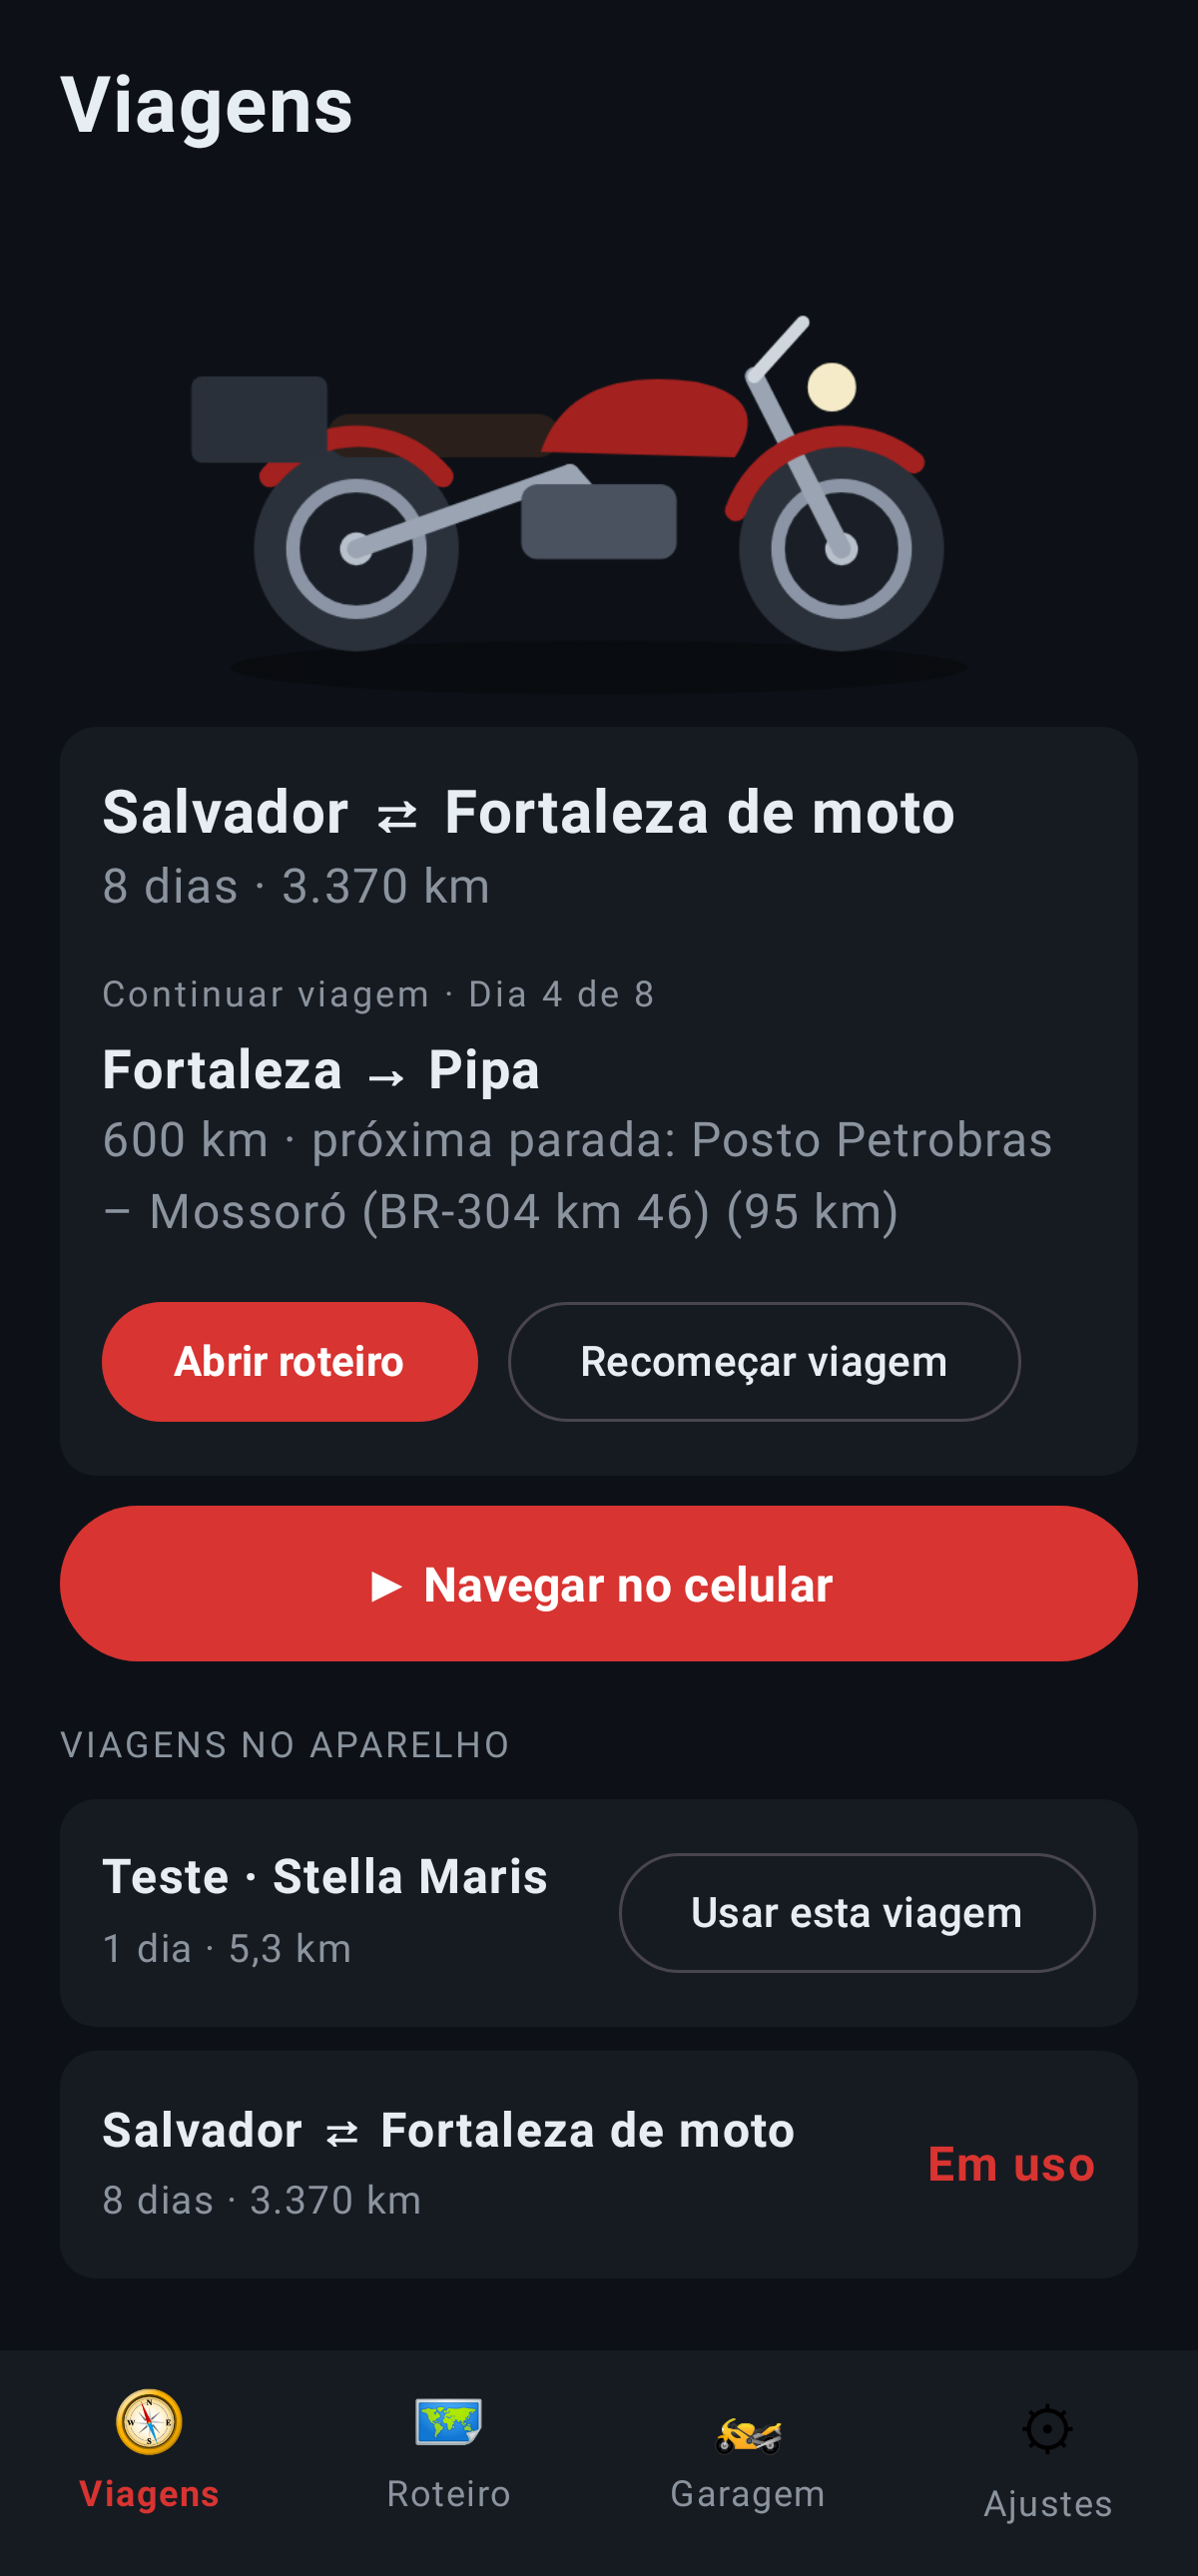 Viagens
Salvador ⇄ Fortaleza de moto
8 dias · 3.370 km
Continuar viagem · Dia 4 de 8
Fortaleza → Pipa
600 km · próxima parada: Posto Petrobras
– Mossoró (BR-304 km 46) (95 km)
Abrir roteiro
Recomeçar viagem
► Navegar no celular
VIAGENS NO APARELHO
Teste · Stella Maris
1 dia · 5,3 km
Usar esta viagem
Salvador ⇄ Fortaleza de moto
8 dias · 3.370 km
Em uso
N
W E
S
Viagens
Roteiro
Garagem
Ajustes